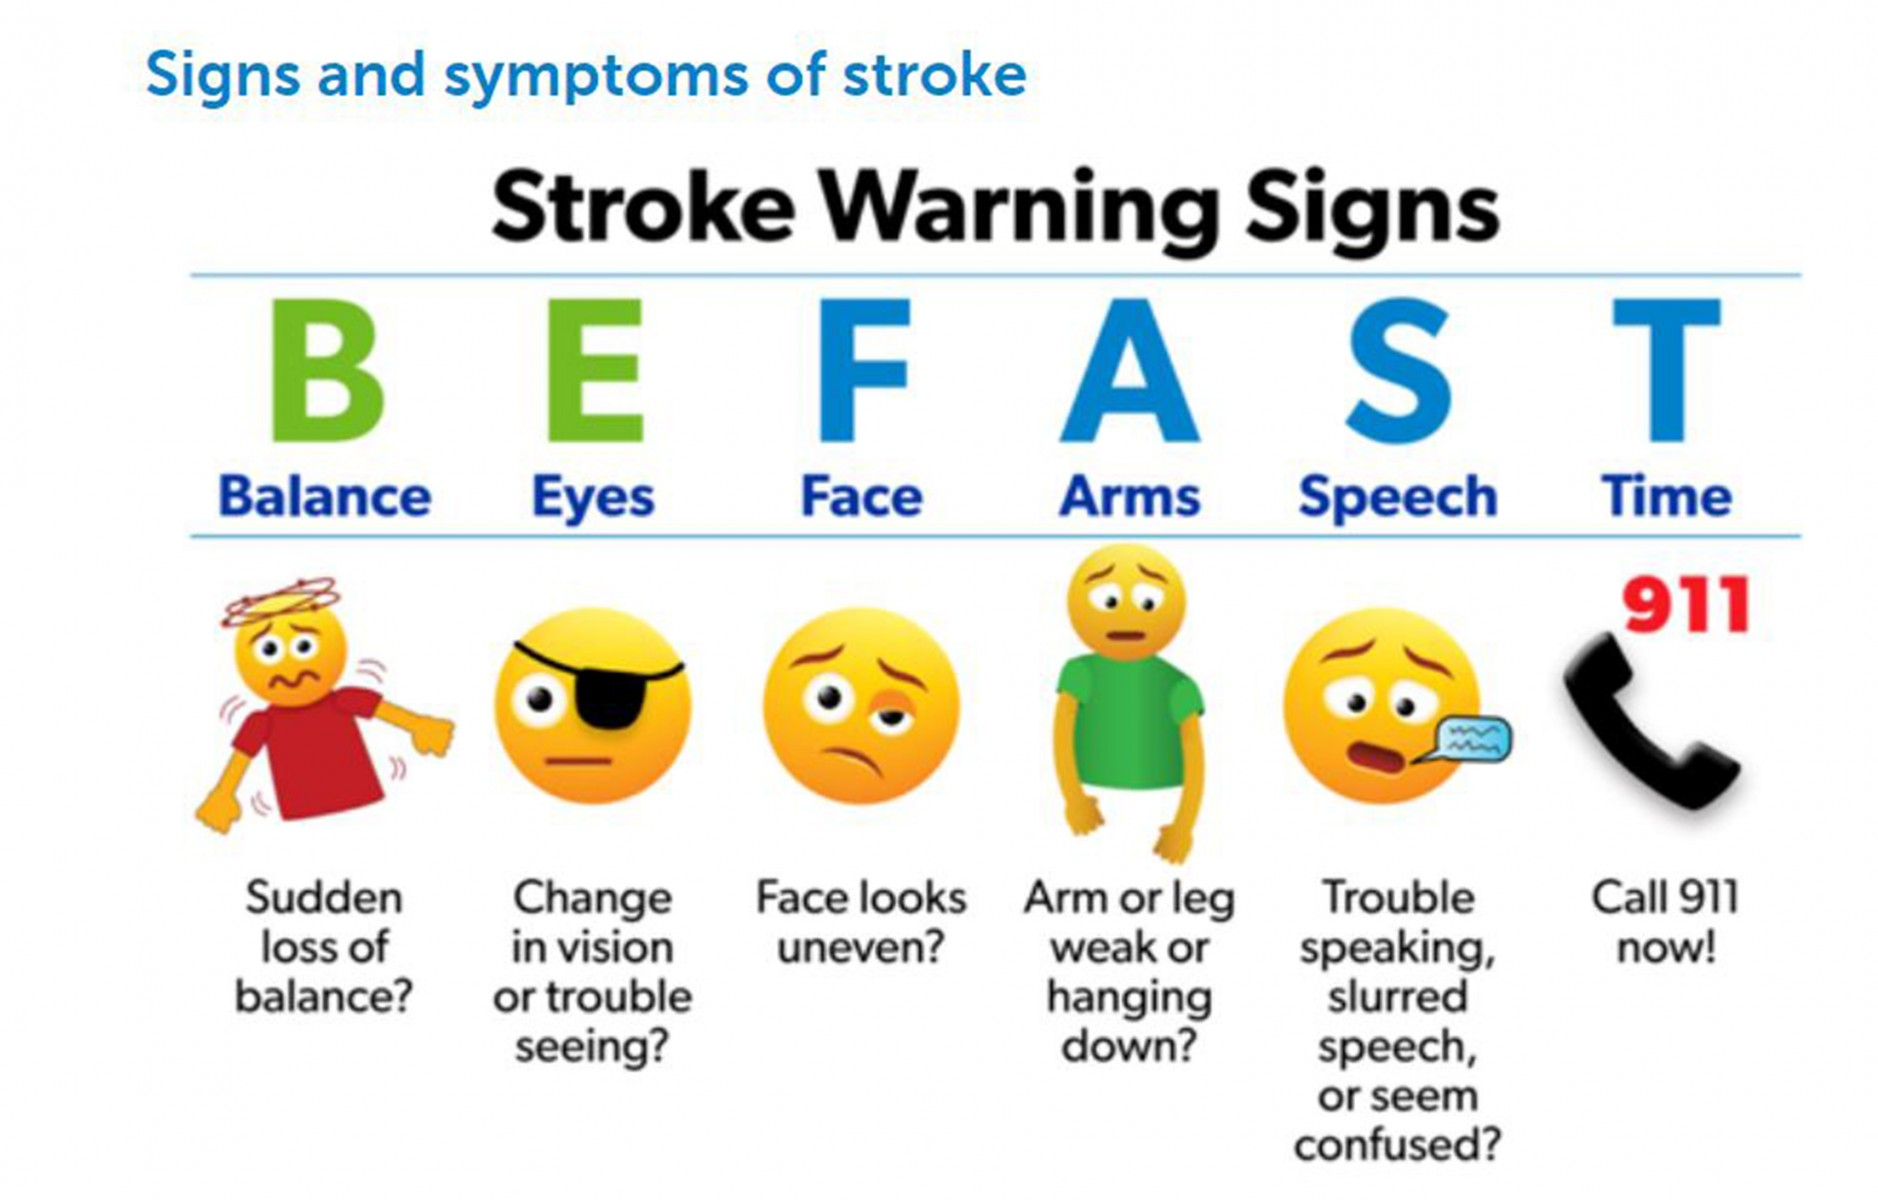 Signs and symptoms of stroke
Stroke Warning Signs
B E F A S T
Balance Eyes Face Arms Speech Time
911
Sudden
loss of
balance?
Change
in vision
or trouble
seeing?
Face looks
uneven?
Arm or leg
weak or
hanging
down?
Trouble
speaking,
slurred
speech,
or seem
confused?
Call 911
now!